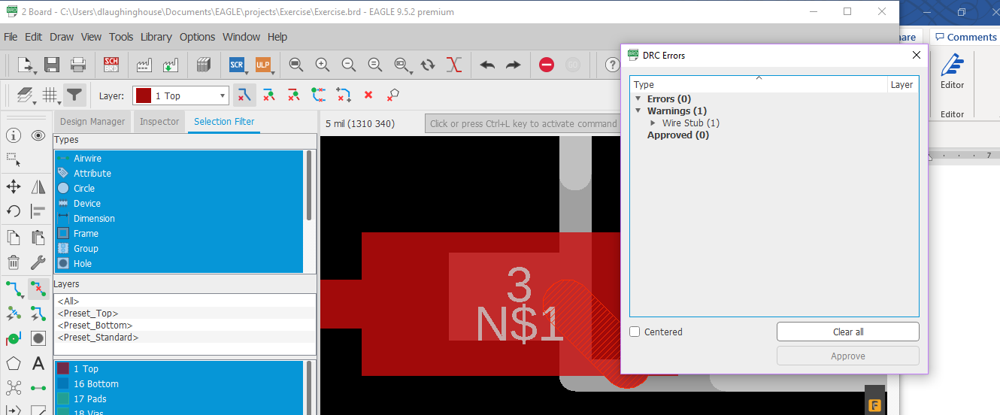 2 Board - C:\Users\dlaughinghouse\Documents\EAGLE\projects\Exercise\Exercise.brd - EAGLE 9.5.2 premium
File Edit Draw View Tools Library Options Window Help
are Comments
BRD DRC Errors
SCH BRD SCR ULP
Type Layer
Editor
Layer: 1 Top
Errors (0)
Warnings (1)
Wire Stub (1)
Approved (0)
Editor
Design Manager Inspector Selection Filter
5 mil (1310 340) Click or press Ctrl+L key to activate command
Types
7
Airwire
Attribute
Circle
Device
Dimension
Frame
Group
Hole
Layers
<All>
<Preset_Top>
<Preset_Bottom>
<Preset_Standard>
3
N$1
Centered Clear all
Approve
1 Top
16 Bottom
17 Pads
18 Vias
A
F